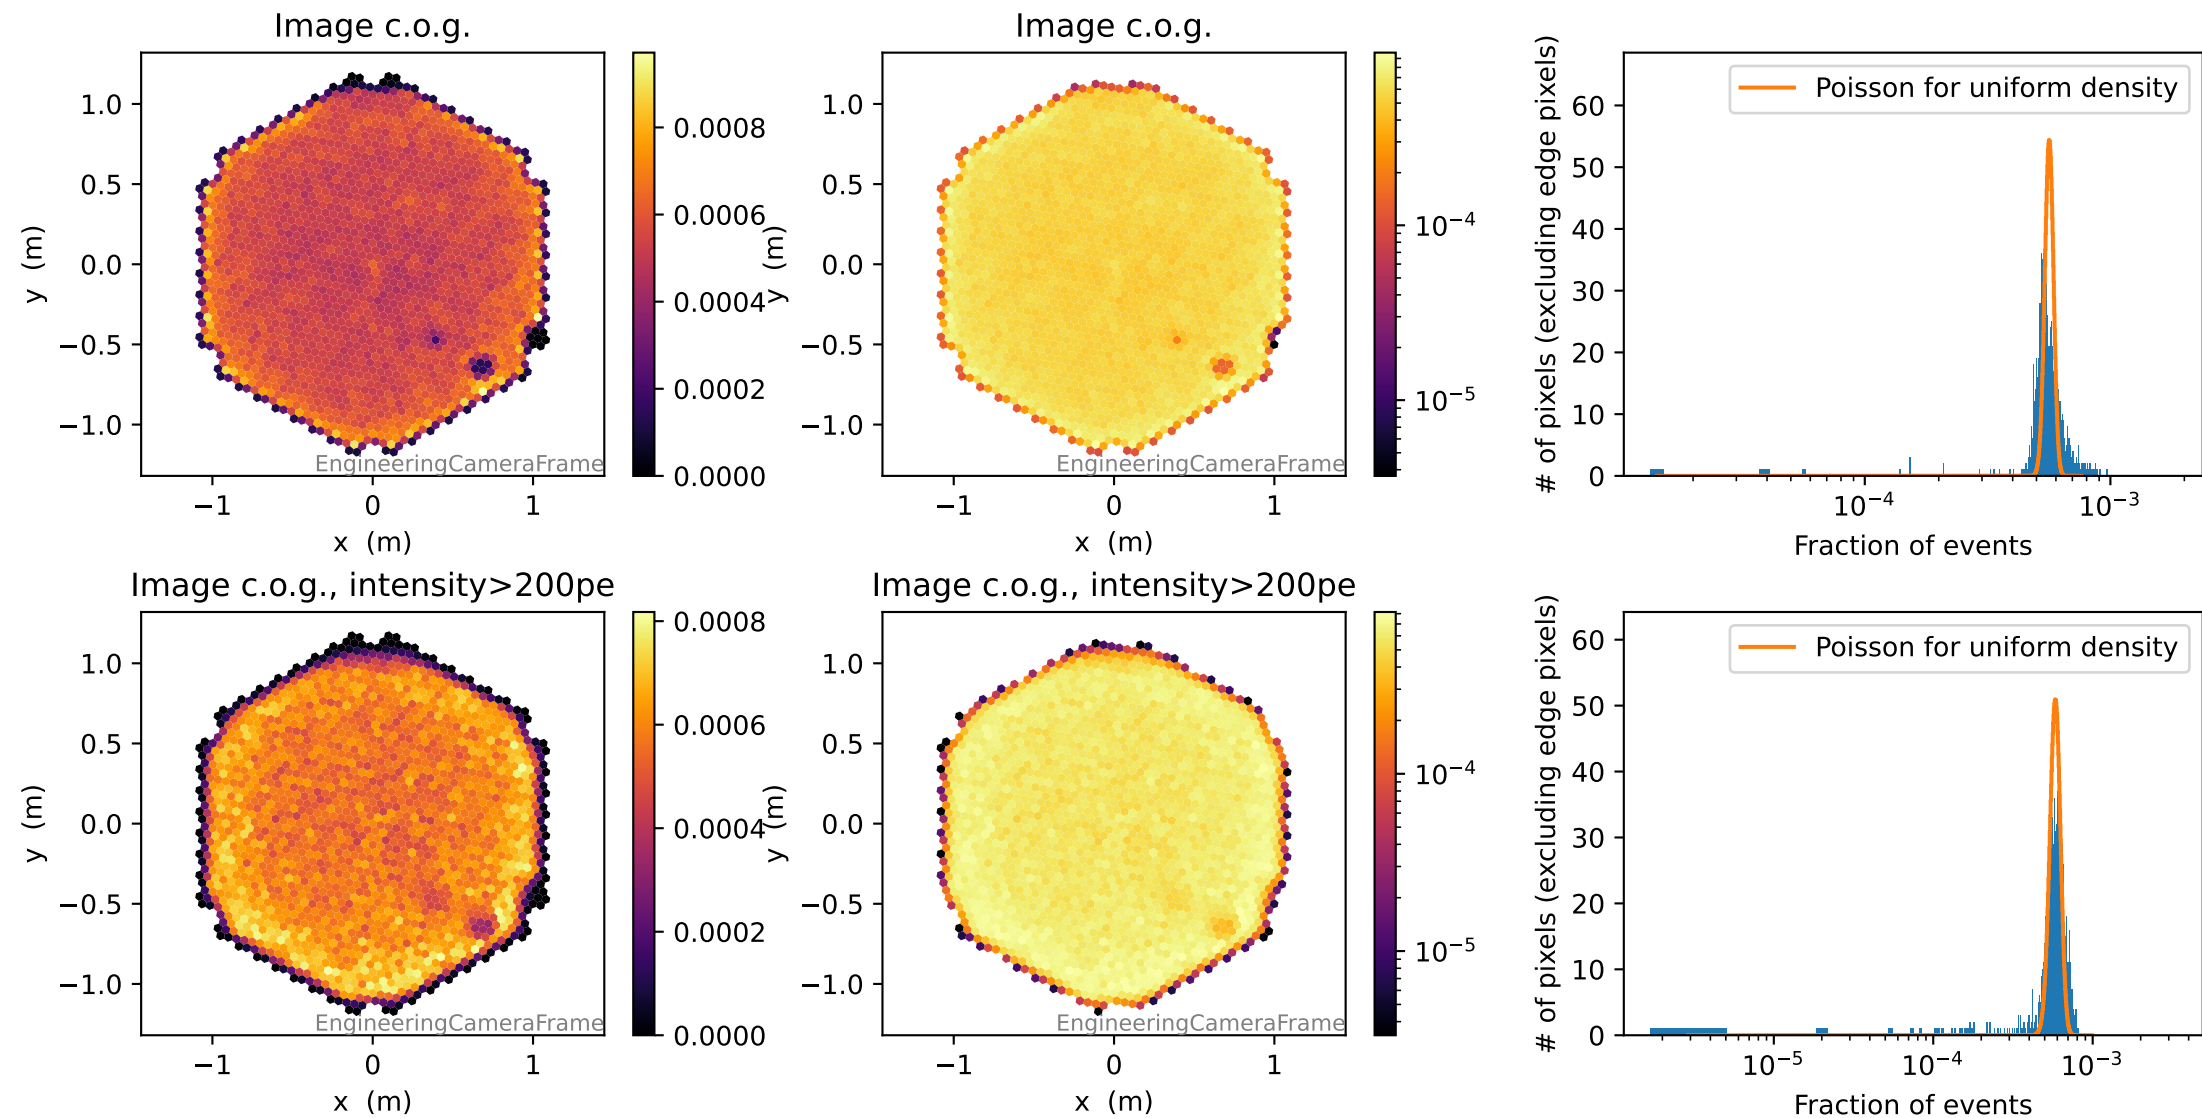 Image c.o.g.
Image c.o.g.
1.0
0.5
0.0
−0.5
−1.0
y (m)
−1
0
1
x (m)
EngineeringCameraFrame
0.0008
0.0006
0.0004
0.0002
0.0000
1.0
0.5
0.0
−0.5
−1.0
y (m)
−1
0
1
x (m)
EngineeringCameraFrame
10⁻⁴
10⁻⁵
# of pixels (excluding edge pixels)
60
50
40
30
20
10
0
Poisson for uniform density
10⁻⁴
10⁻³
Fraction of events
Image c.o.g., intensity>200pe
Image c.o.g., intensity>200pe
1.0
0.5
0.0
−0.5
−1.0
y (m)
−1
0
1
x (m)
EngineeringCameraFrame
0.0008
0.0006
0.0004
0.0002
0.0000
1.0
0.5
0.0
−0.5
−1.0
y (m)
−1
0
1
x (m)
EngineeringCameraFrame
10⁻⁴
10⁻⁵
# of pixels (excluding edge pixels)
60
50
40
30
20
10
0
Poisson for uniform density
10⁻⁵
10⁻⁴
10⁻³
Fraction of events